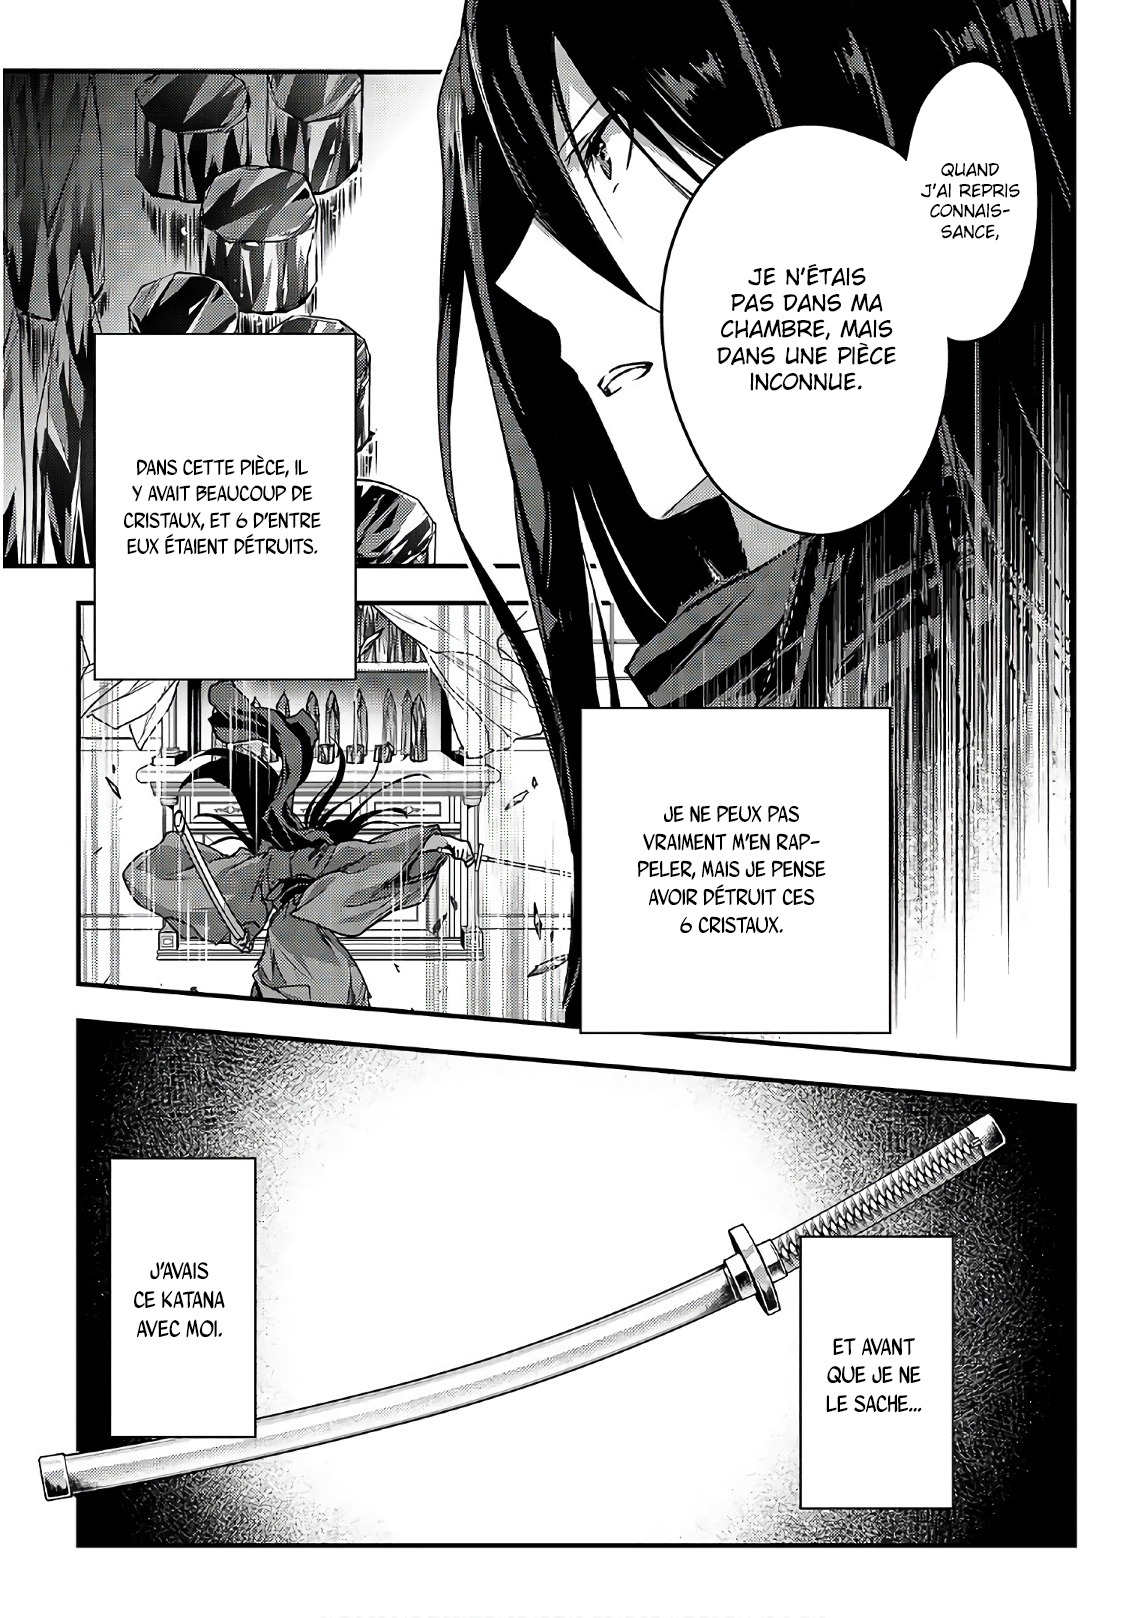 QUAND
J'AI REPRIS
CONNAIS-
SANCE,
JE N'ÉTAIS
PAS DANS MA
CHAMBRE, MAIS
DANS UNE PIÈCE
INCONNUE.
DANS CETTE PIÈCE, IL
Y AVAIT BEAUCOUP DE
CRISTAUX, ET 6 D'ENTRE
EUX ÉTAIENT DÉTRUITS.
JE NE PEUX PAS
VRAIMENT M'EN RAP-
PELER, MAIS JE PENSE
AVOIR DÉTRUIT CES
6 CRISTAUX.
ET AVANT
QUE JE NE
LE SACHE...
J'AVAIS
CE KATANA
AVEC MOI.